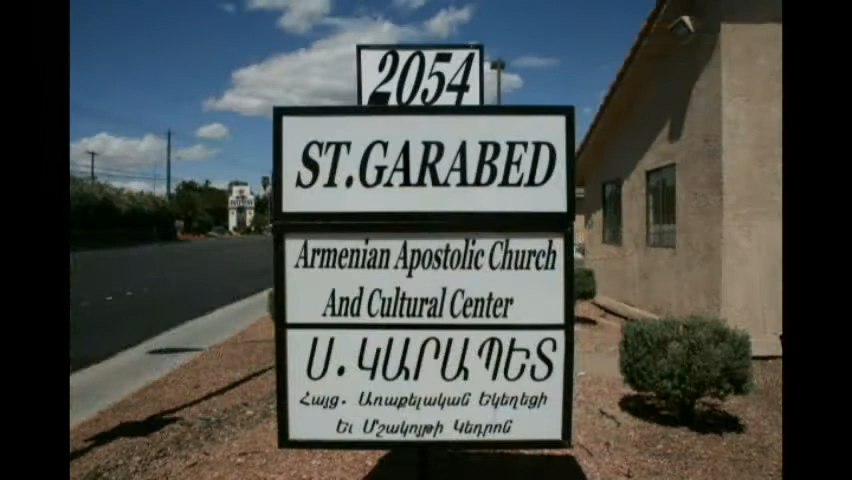 2054
ST.GARABED
Armenian Apostolic Church
And Cultural Center
Ս. ԿԱՐԱՊԵՏ
Հայց. Առաքելական Եկեղեցի
Եւ Մշակոյթի Կեդրոն